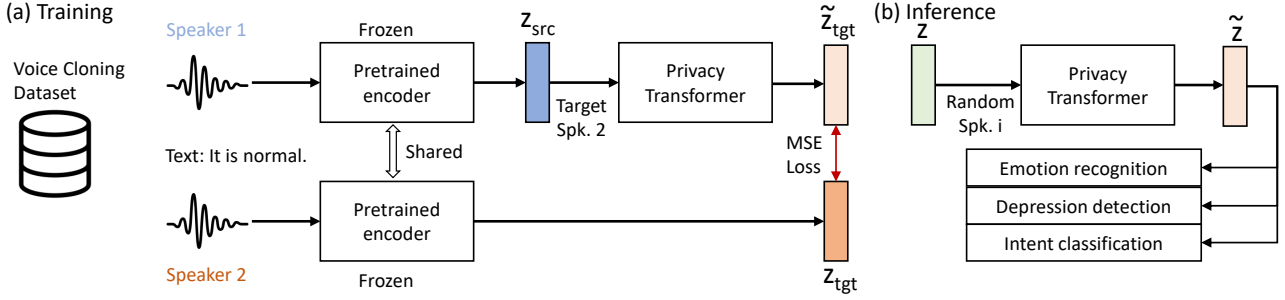 (a) Training
Voice Cloning
Dataset
Speaker 1
Text: It is normal.
Speaker 2
Frozen
Pretrained
encoder
Shared
Pretrained
encoder
Frozen
z_src
Target
Spk. 2
Privacy
Transformer
z̃_tgt
MSE
Loss
z_tgt
(b) Inference
z
Random
Spk. i
Privacy
Transformer
z̃
Emotion recognition
Depression detection
Intent classification